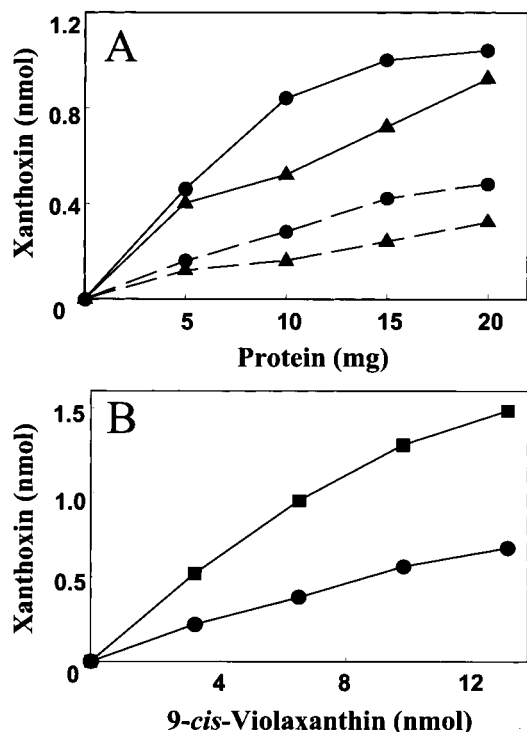 A
Xanthoxin (nmol)
1.2
0.8
0.4
0
5 10 15 20
Protein (mg)
B
Xanthoxin (nmol)
1.5
1.0
0.5
0
4 8 12
9-cis-Violaxanthin (nmol)